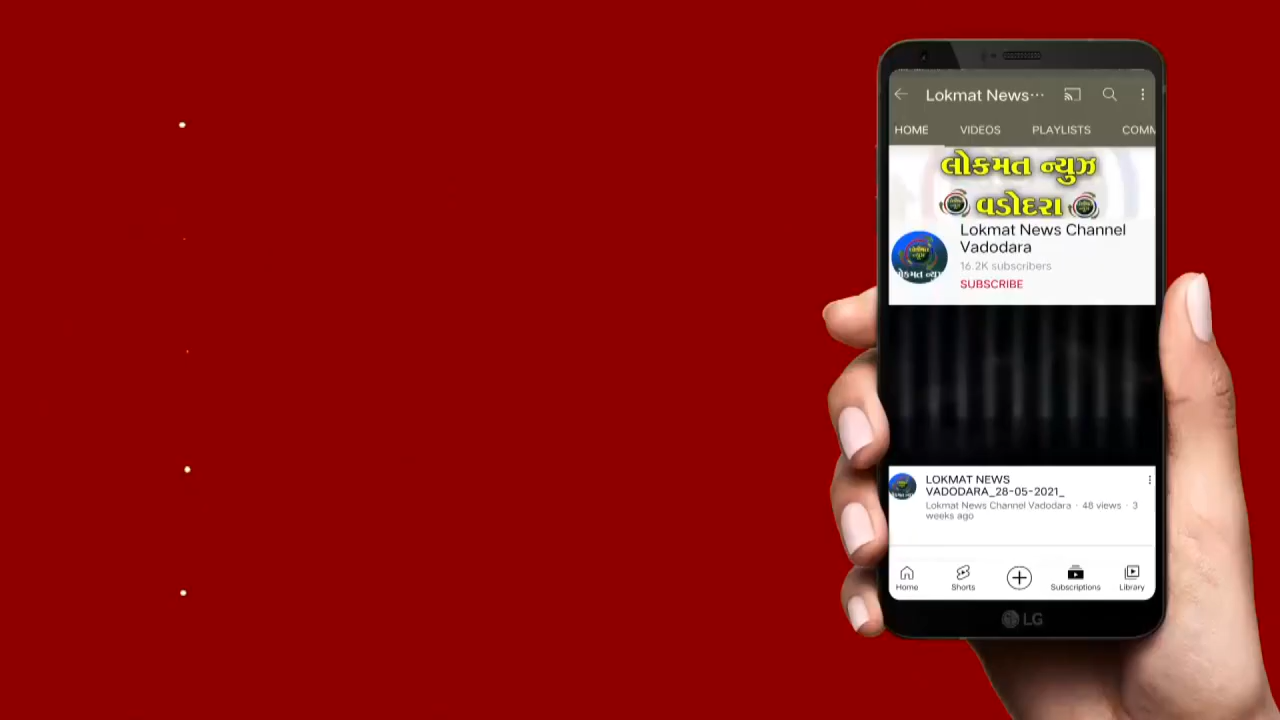 Lokmat News...
HOME VIDEOS PLAYLISTS COMM
લોકમત ન્યુઝ
વડોદરા
Lokmat News Channel
Vadodara
16.2K subscribers
SUBSCRIBE
લોકમત ન્યુઝ
LOKMAT NEWS
VADODARA_28-05-2021_
Lokmat News Channel Vadodara · 48 views · 3
weeks ago
Home Shorts Subscriptions Library
LG